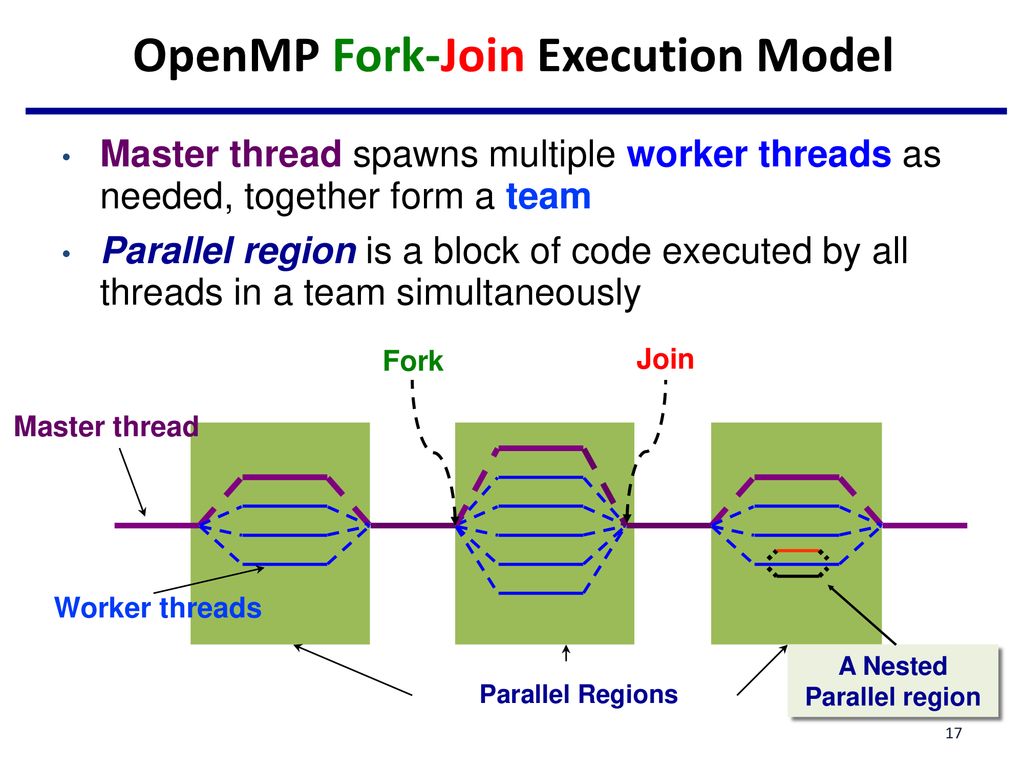 OpenMP Fork-Join Execution Model
• Master thread spawns multiple worker threads as
needed, together form a team
• Parallel region is a block of code executed by all
threads in a team simultaneously
Fork
Join
Master thread
Worker threads
Parallel Regions
A Nested
Parallel region
17